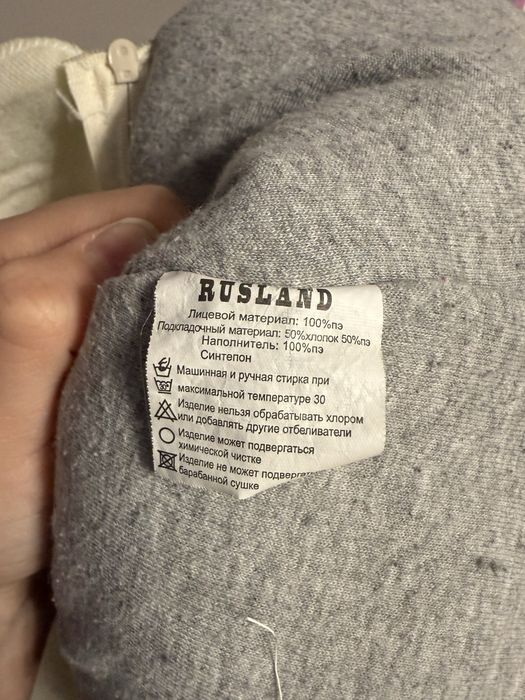 RUSLAND
Лицевой материал: 100%пэ
Подкладочный материал: 50%хлопок 50%пэ
Наполнитель: 100%пэ
Синтепон
Машинная и ручная стирка при
30°
максимальной температуре 30
Изделие нельзя обрабатывать хлором
или добавлять другие отбеливатели
Изделие может подвергаться
химической чистке
Изделие не может
барабанной сушке